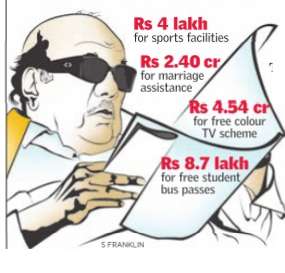 Rs 4 lakh
for sports facilities
Rs 2.40 cr
for marriage
assistance
Rs 4.54 cr
for free colour
TV scheme
Rs 8.7 lakh
for free student
bus passes
S FRANKLIN